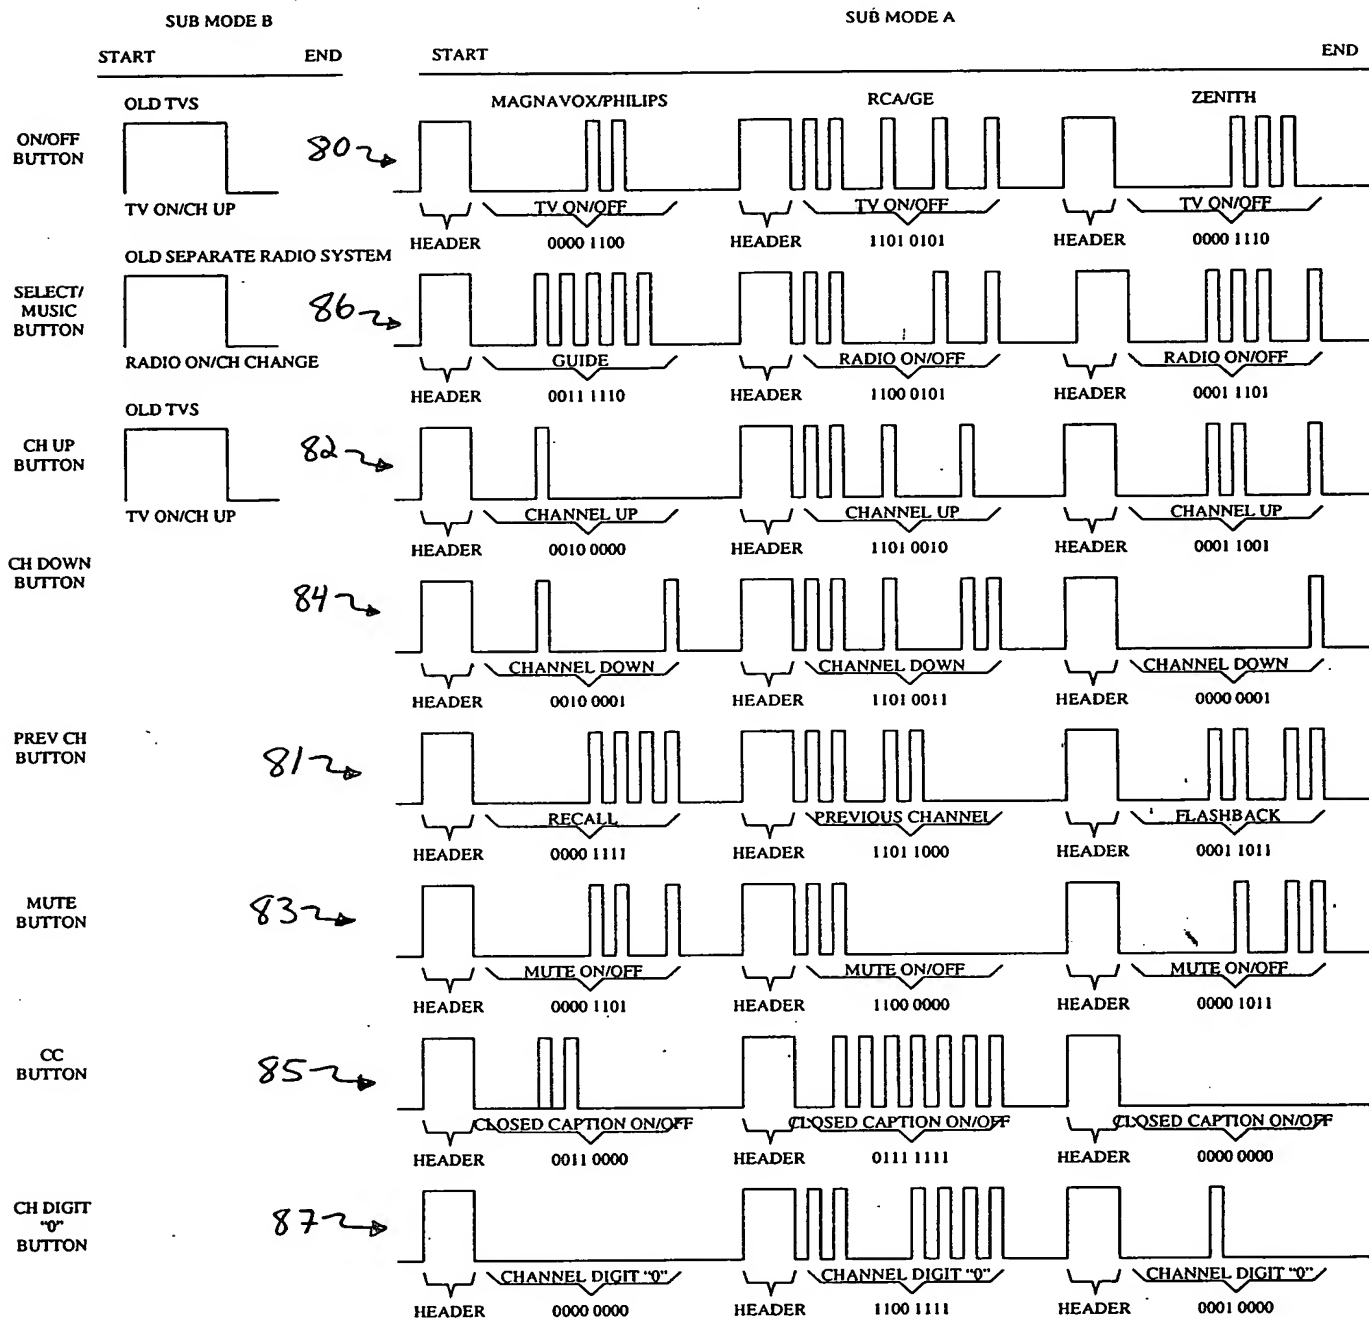 SUB MODE B
SUB MODE A
START END START END
OLD TVS MAGNAVOX/PHILIPS RCA/GE ZENITH
ON/OFF
BUTTON
80
TV ON/CH UP TV ON/OFF TV ON/OFF TV ON/OFF
HEADER 0000 1100 HEADER 1101 0101 HEADER 0000 1110
OLD SEPARATE RADIO SYSTEM
SELECT/
MUSIC
BUTTON
86
RADIO ON/CH CHANGE GUIDE RADIO ON/OFF RADIO ON/OFF
HEADER 0011 1110 HEADER 1100 0101 HEADER 0001 1101
OLD TVS
CH UP
BUTTON
82
TV ON/CH UP CHANNEL UP CHANNEL UP CHANNEL UP
HEADER 0010 0000 HEADER 1101 0010 HEADER 0001 1001
CH DOWN
BUTTON
84
CHANNEL DOWN CHANNEL DOWN CHANNEL DOWN
HEADER 0010 0001 HEADER 1101 0011 HEADER 0000 0001
PREV CH
BUTTON
81
RECALL PREVIOUS CHANNEL FLASHBACK
HEADER 0000 1111 HEADER 1101 1000 HEADER 0001 1011
MUTE
BUTTON
83
MUTE ON/OFF MUTE ON/OFF MUTE ON/OFF
HEADER 0000 1101 HEADER 1100 0000 HEADER 0000 1011
CC
BUTTON
85
CLOSED CAPTION ON/OFF CLOSED CAPTION ON/OFF CLOSED CAPTION ON/OFF
HEADER 0011 0000 HEADER 0111 1111 HEADER 0000 0000
CH DIGIT
"0"
BUTTON
87
CHANNEL DIGIT "0" CHANNEL DIGIT "0" CHANNEL DIGIT "0"
HEADER 0000 0000 HEADER 1100 1111 HEADER 0001 0000